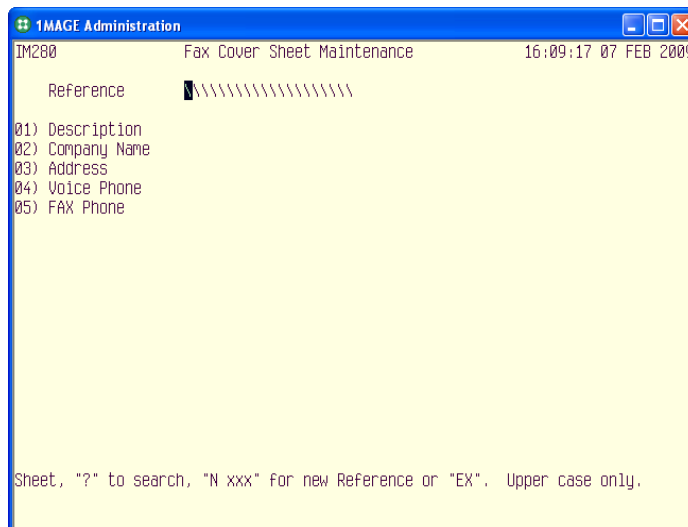 1MAGE Administration
IM280 Fax Cover Sheet Maintenance 16:09:17 07 FEB 2009
Reference \\\\\\\\\\\\\\\\\\\\
01) Description
02) Company Name
03) Address
04) Voice Phone
05) FAX Phone
Sheet, "?" to search, "N xxx" for new Reference or "EX". Upper case only.